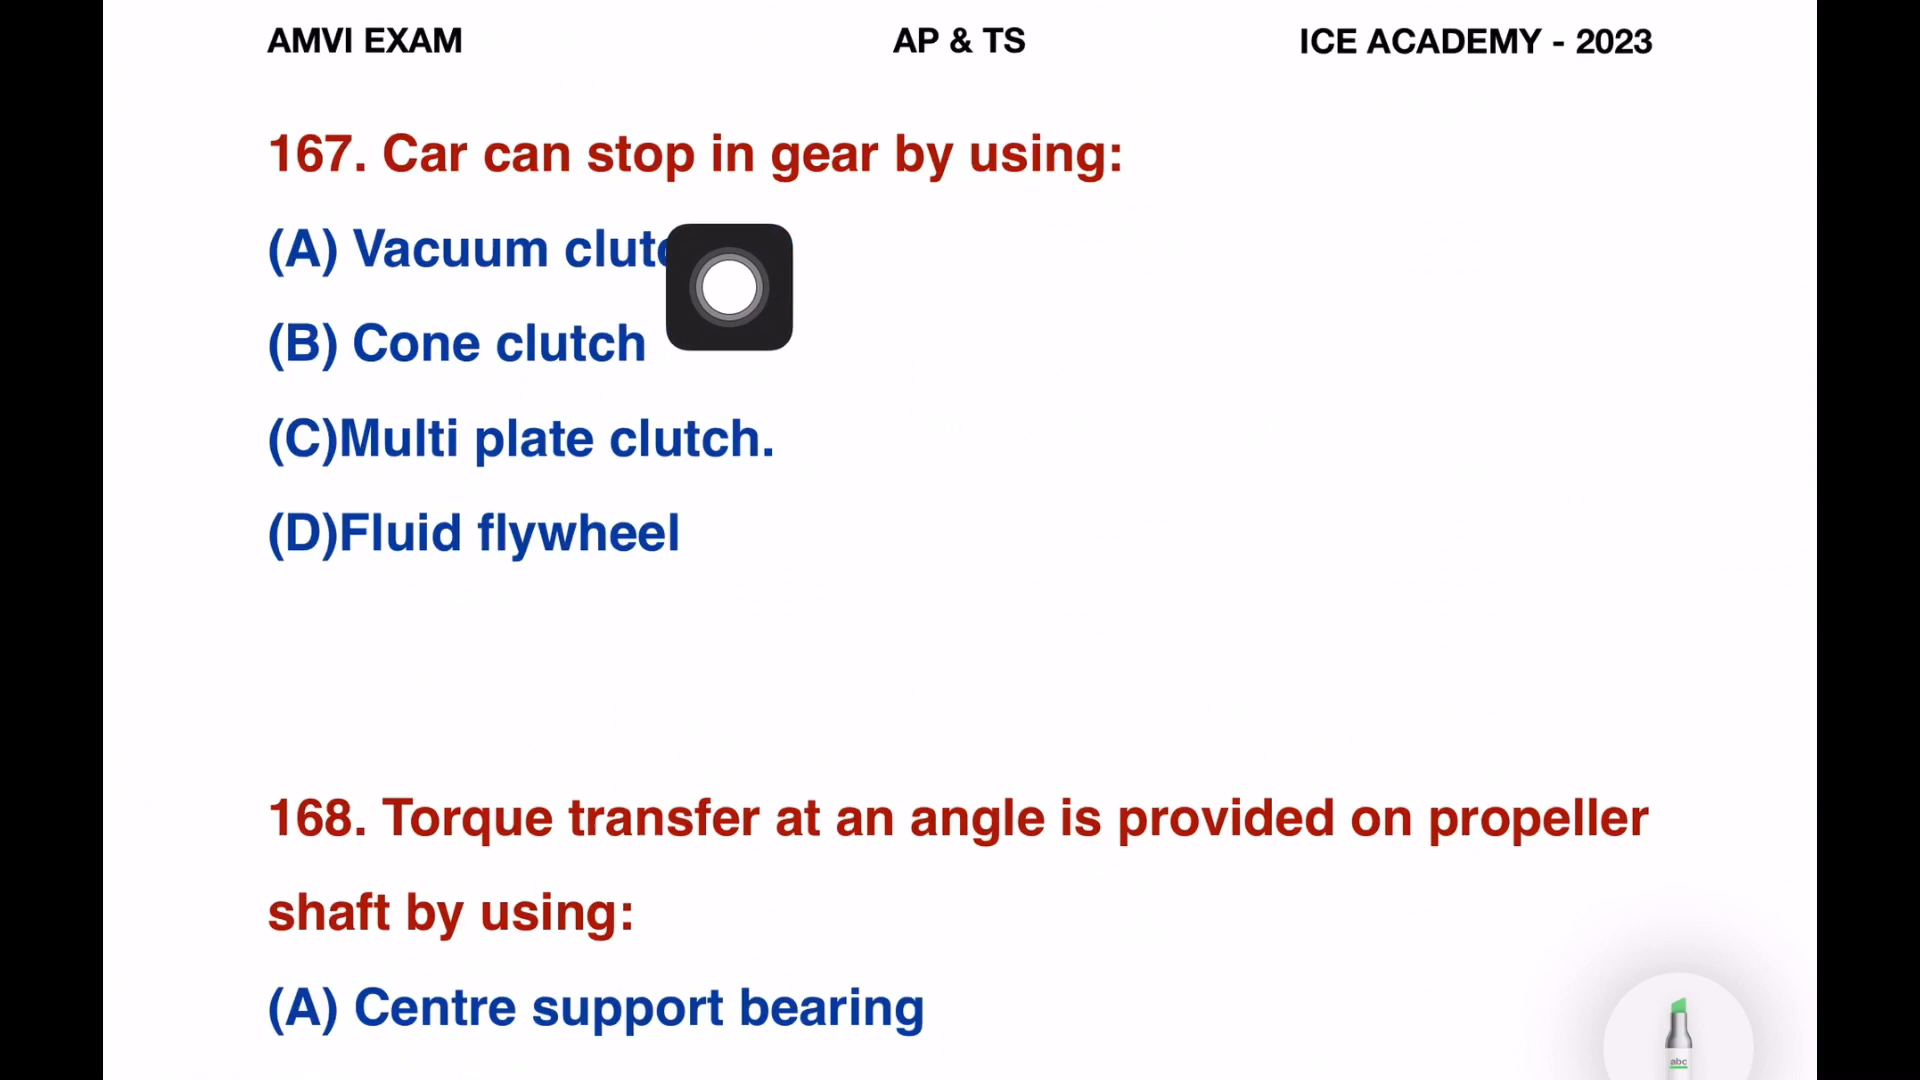 AMVI EXAM AP & TS ICE ACADEMY - 2023
167. Car can stop in gear by using:
(A) Vacuum
(B) Cone clutch
(C)Multi plate clutch.
(D)Fluid flywheel
168. Torque transfer at an angle is provided on propeller
shaft by using:
(A) Centre support bearing
abc